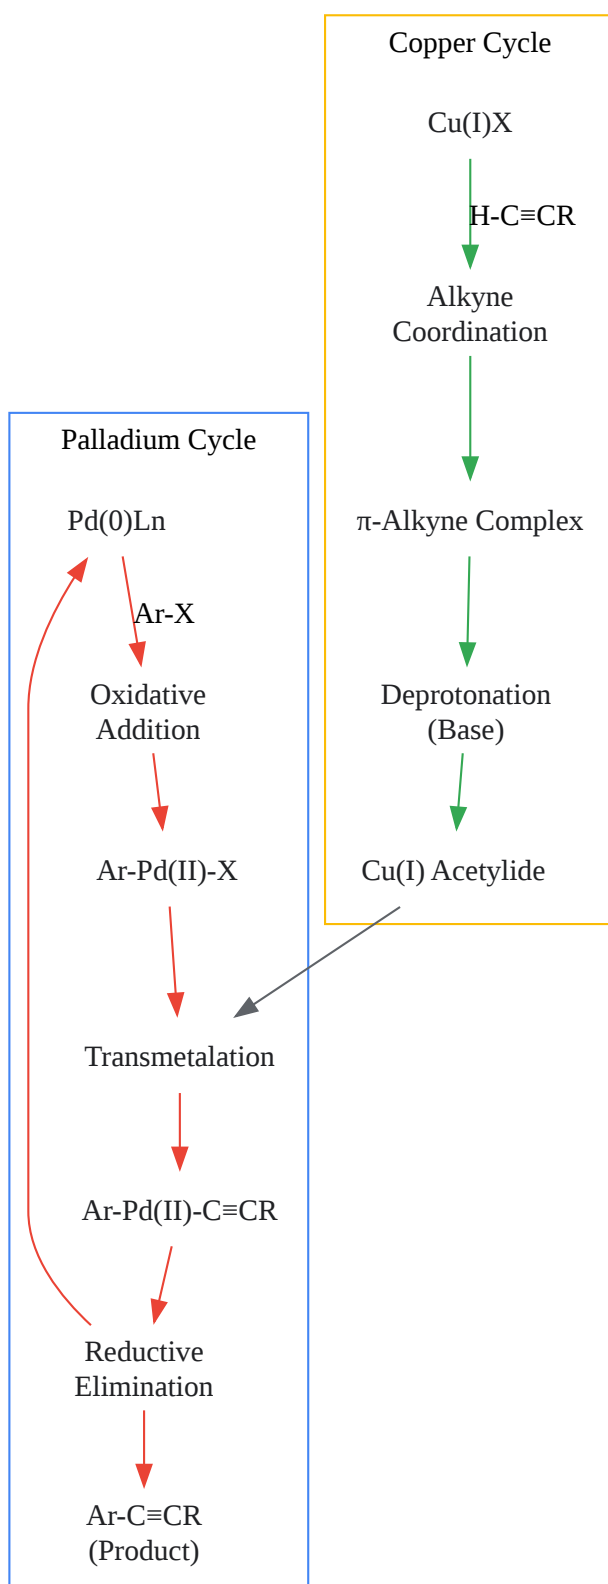 Copper Cycle
Cu(I)X
H-C≡CR
Alkyne
Coordination
π-Alkyne Complex
Deprotonation
(Base)
Cu(I) Acetylide
Palladium Cycle
Pd(0)Ln
Ar-X
Oxidative
Addition
Ar-Pd(II)-X
Transmetalation
Ar-Pd(II)-C≡CR
Reductive
Elimination
Ar-C≡CR
(Product)